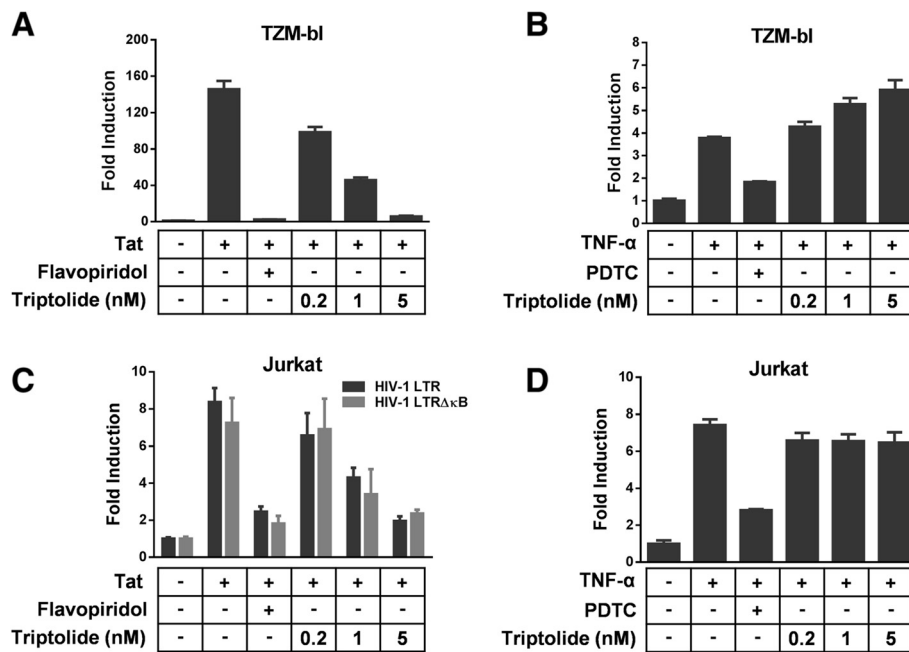 A
TZM-bl
Fold Induction
200
160
120
80
40
0
Tat - + + + + +
Flavopiridol - - + - - -
Triptolide (nM) - - - 0.2 1 5
B
TZM-bl
Fold Induction
8
7
6
5
4
3
2
1
0
TNF-α - + + + + +
PDTC - - + - - -
Triptolide (nM) - - - 0.2 1 5
C
Jurkat
HIV-1 LTR
HIV-1 LTRΔκB
Fold Induction
10
8
6
4
2
0
Tat - + + + + +
Flavopiridol - - + - - -
Triptolide (nM) - - - 0.2 1 5
D
Jurkat
Fold Induction
10
8
6
4
2
0
TNF-α - + + + + +
PDTC - - + - - -
Triptolide (nM) - - - 0.2 1 5